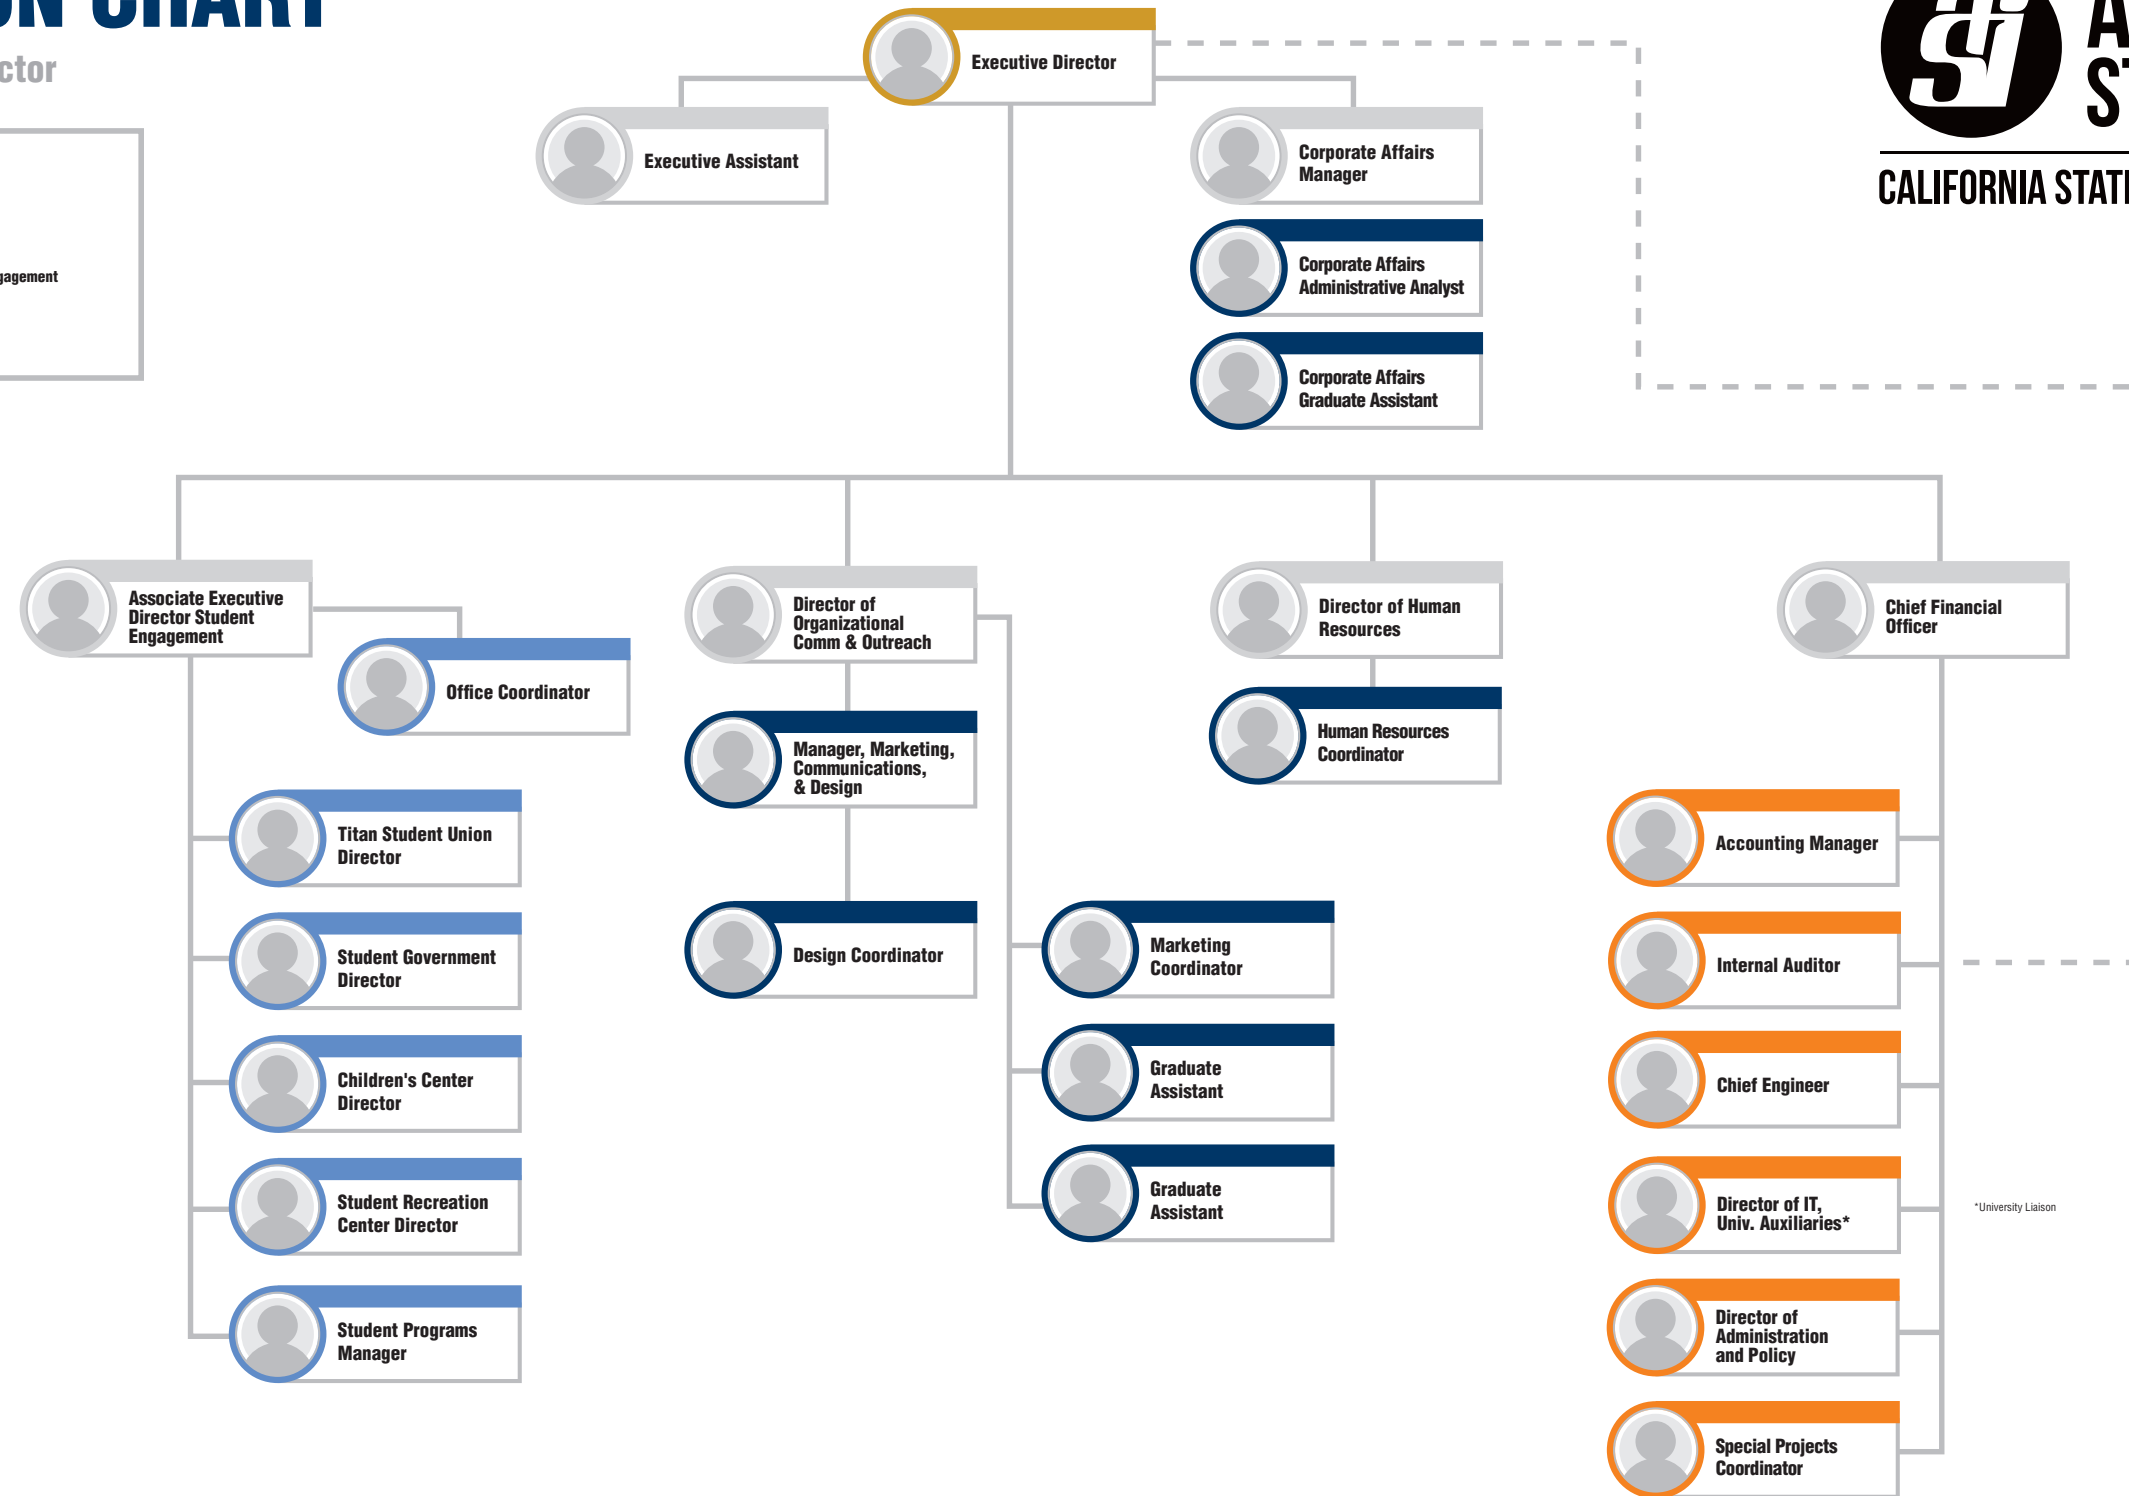 ON CHART
ctor
gagement
Executive Director
Executive Assistant
Corporate Affairs
Manager
Corporate Affairs
Administrative Analyst
Corporate Affairs
Graduate Assistant
CALIFORNIA STAT
Associate Executive
Director Student
Engagement
Office Coordinator
Titan Student Union
Director
Student Government
Director
Children's Center
Director
Student Recreation
Center Director
Student Programs
Manager
Director of
Organizational
Comm & Outreach
Manager, Marketing,
Communications,
& Design
Design Coordinator
Marketing
Coordinator
Graduate
Assistant
Graduate
Assistant
Director of Human
Resources
Human Resources
Coordinator
Chief Financial
Officer
Accounting Manager
Internal Auditor
Chief Engineer
Director of IT,
Univ. Auxiliaries*
*University Liaison
Director of
Administration
and Policy
Special Projects
Coordinator